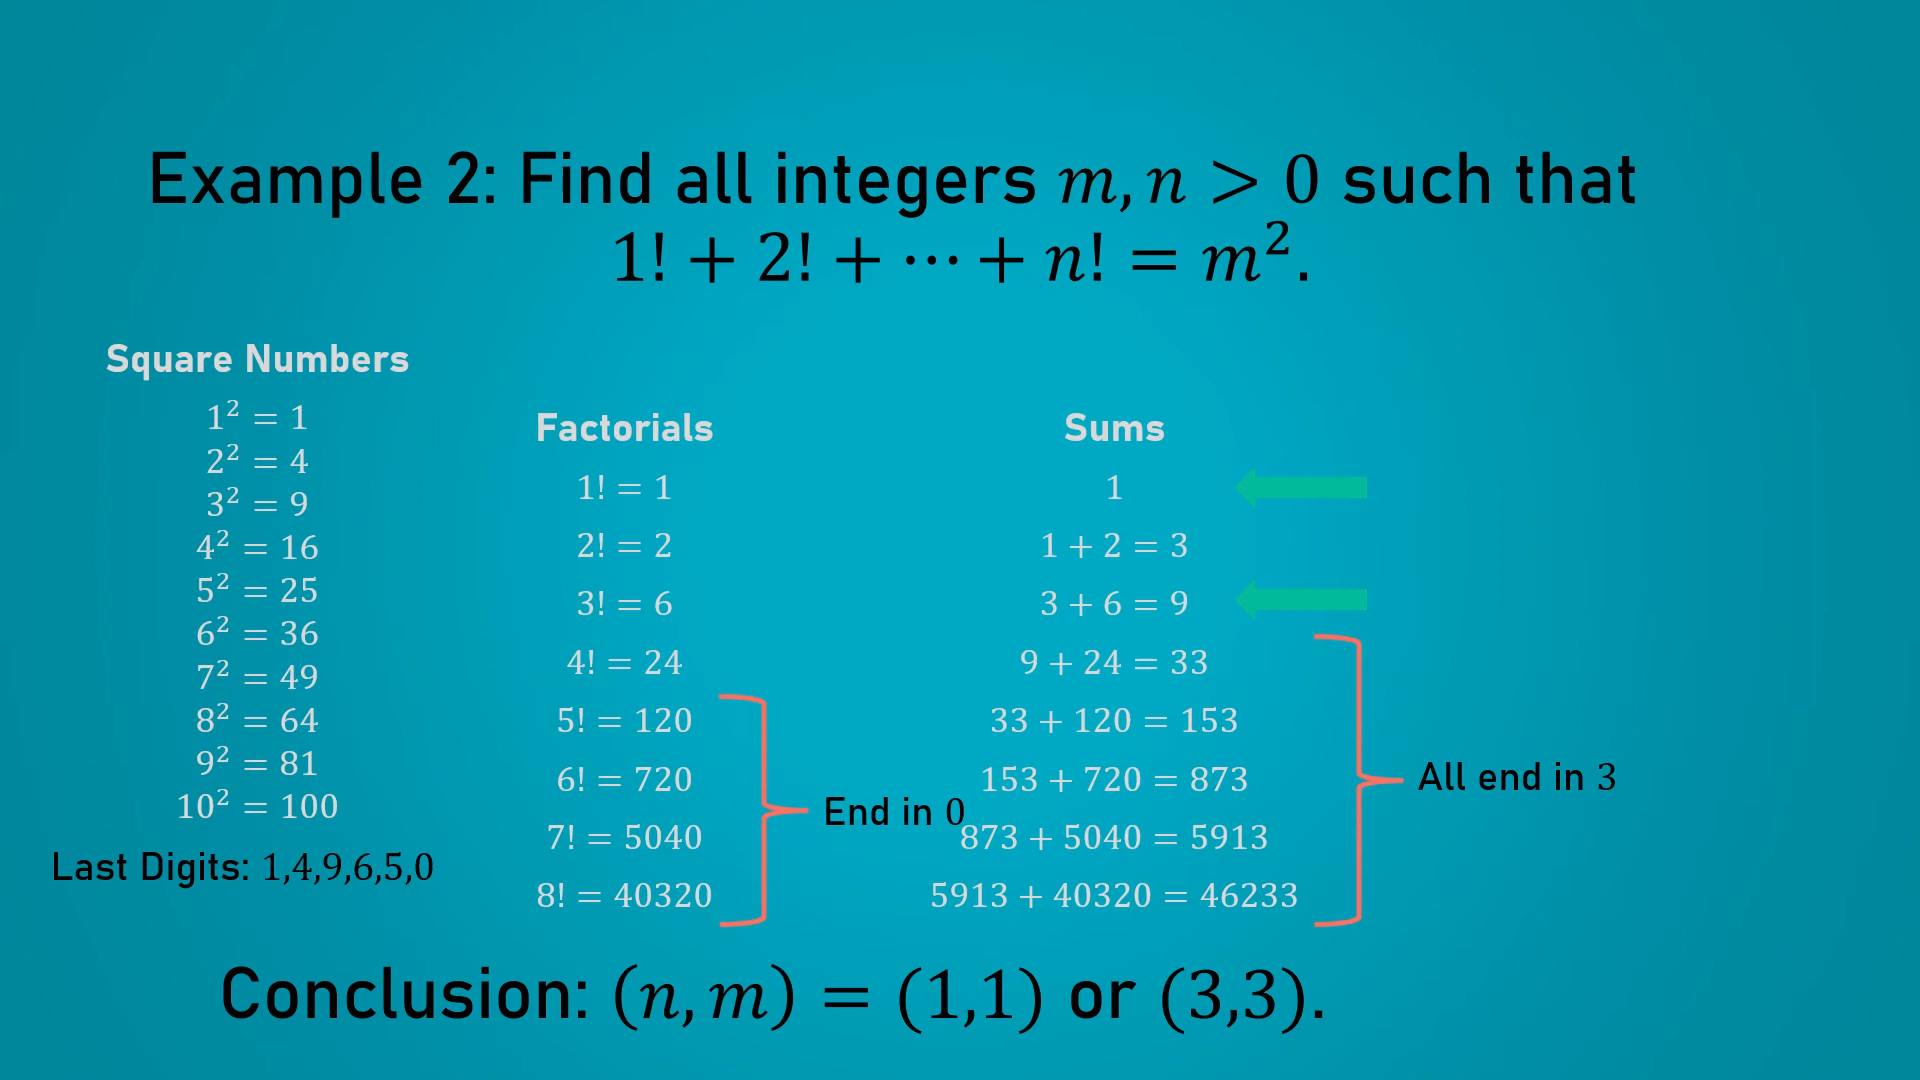 Example 2: Find all integers m, n > 0 such that
1! + 2! + ⋯ + n! = m².
Square Numbers
1² = 1
2² = 4
3² = 9
4² = 16
5² = 25
6² = 36
7² = 49
8² = 64
9² = 81
10² = 100
Last Digits: 1,4,9,6,5,0
Factorials
1! = 1
2! = 2
3! = 6
4! = 24
5! = 120
6! = 720
7! = 5040
8! = 40320
End in 0
Sums
1
1 + 2 = 3
3 + 6 = 9
9 + 24 = 33
33 + 120 = 153
153 + 720 = 873
873 + 5040 = 5913
5913 + 40320 = 46233
All end in 3
Conclusion: (n, m) = (1,1) or (3,3).